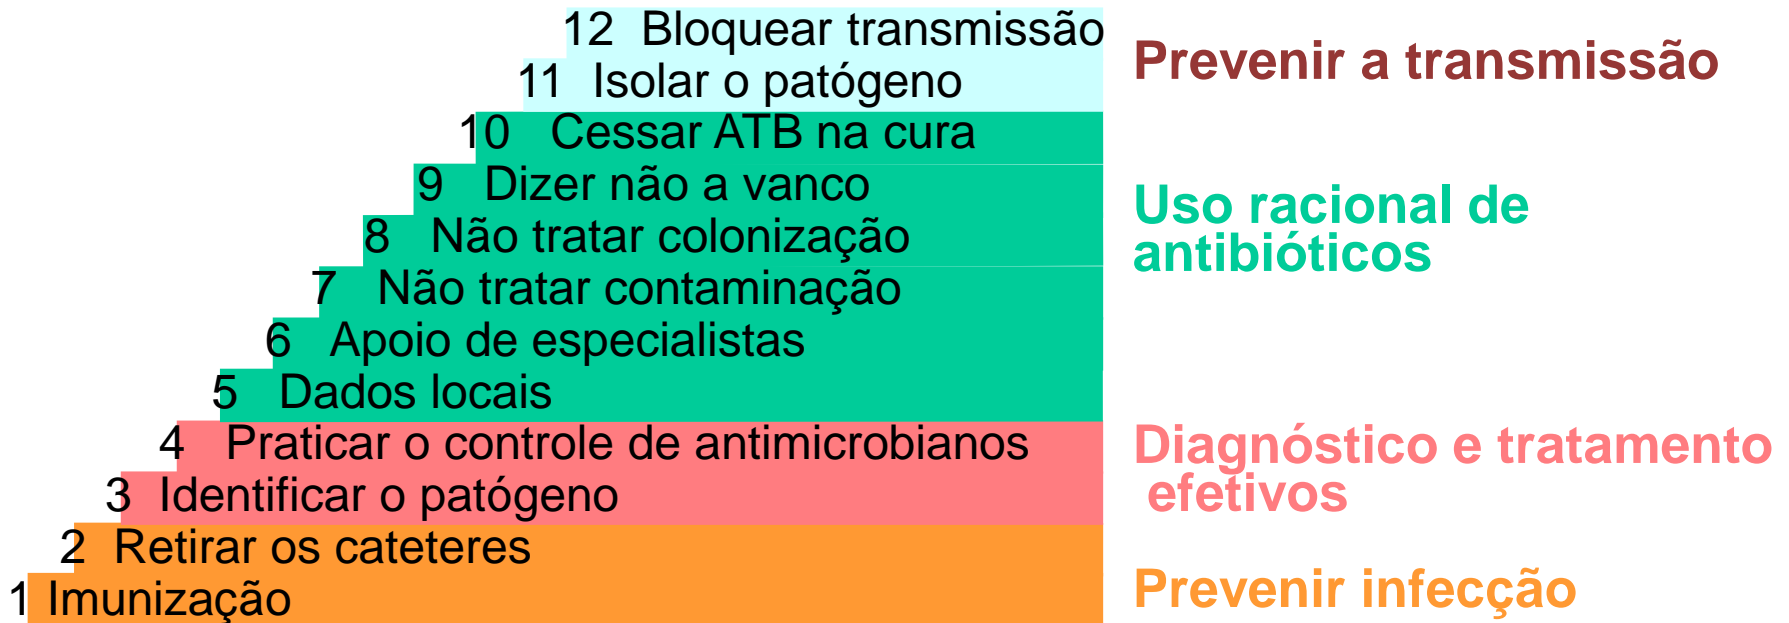 12 Bloquear transmissão
11 Isolar o patógeno
Prevenir a transmissão
10 Cessar ATB na cura
9 Dizer não a vanco
8 Não tratar colonização
7 Não tratar contaminação
6 Apoio de especialistas
5 Dados locais
Uso racional de
antibióticos
4 Praticar o controle de antimicrobianos
3 Identificar o patógeno
Diagnóstico e tratamento
efetivos
2 Retirar os cateteres
1 Imunização
Prevenir infecção